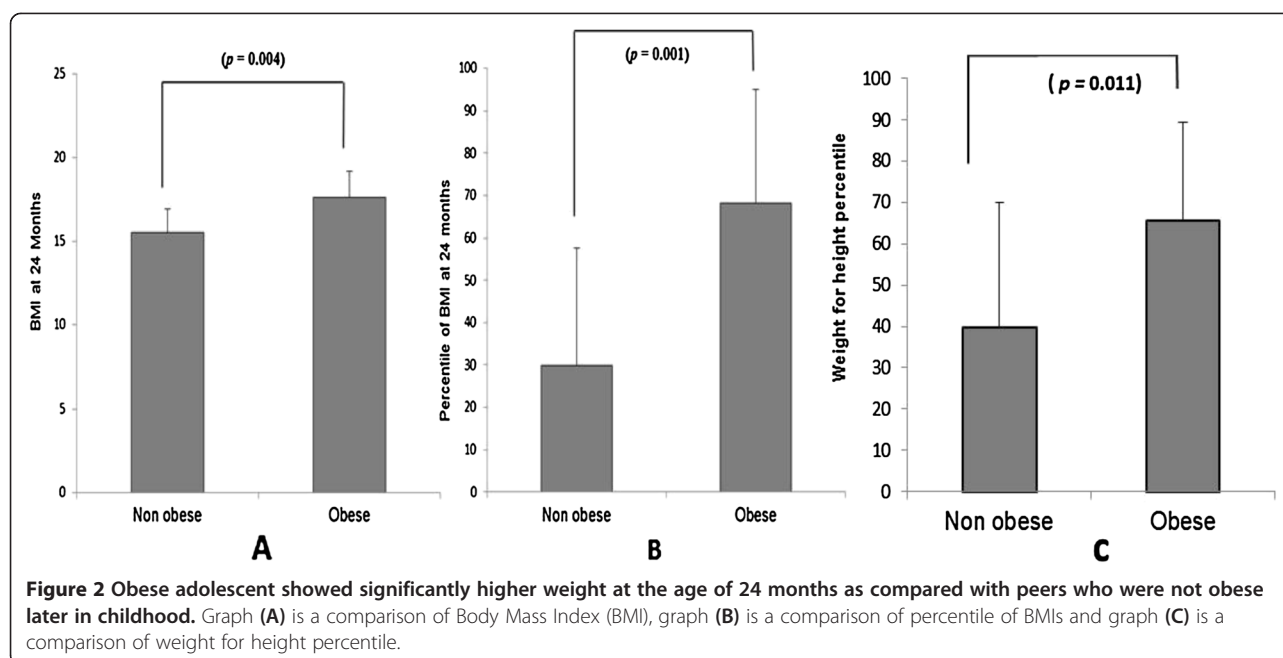 (p = 0.004)
BMI at 24 Months
25
20
15
10
5
0
Non obese Obese
A
(p = 0.001)
Percentile of BMI at 24 months
100
90
80
70
60
50
40
30
20
10
0
Non obese Obese
B
( p = 0.011)
Weight for height percentile
100
90
80
70
60
50
40
30
20
10
0
Non obese Obese
C
Figure 2 Obese adolescent showed significantly higher weight at the age of 24 months as compared with peers who were not obese
later in childhood. Graph (A) is a comparison of Body Mass Index (BMI), graph (B) is a comparison of percentile of BMIs and graph (C) is a
comparison of weight for height percentile.